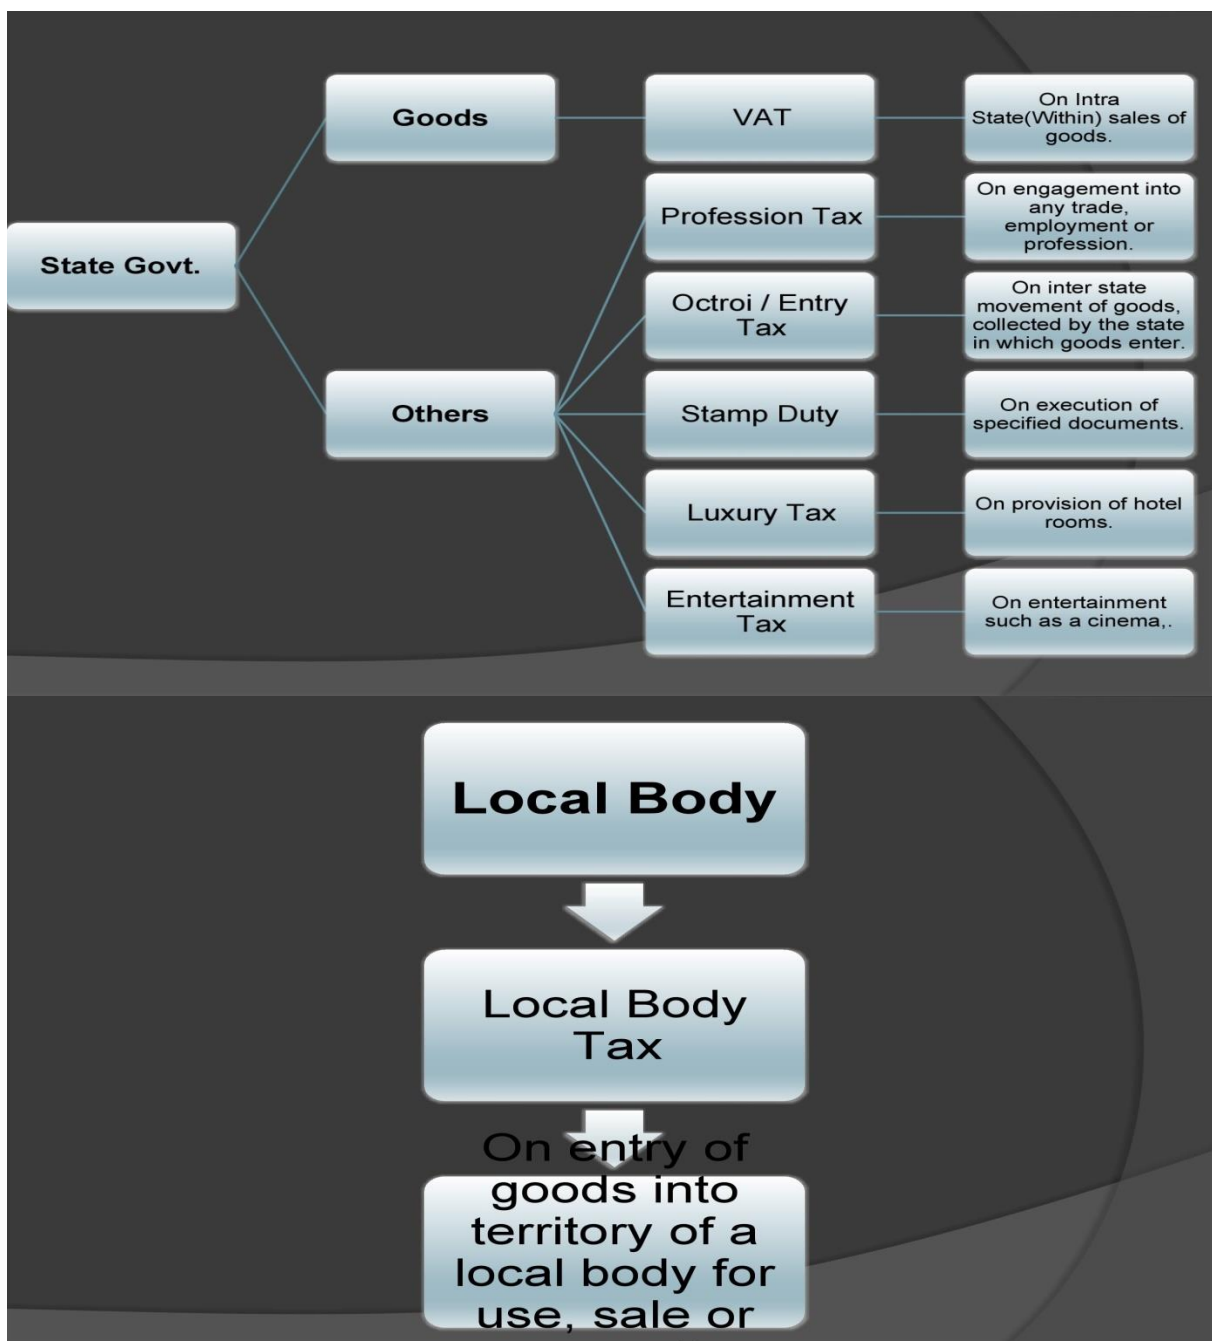 Goods
VAT
On Intra
State(Within) sales of
goods.
State Govt.
Others
Profession Tax
On engagement into
any trade,
employment or
profession.
Octroi / Entry
Tax
On inter state
movement of goods,
collected by the state
in which goods enter.
Stamp Duty
On execution of
specified documents.
Luxury Tax
On provision of hotel
rooms.
Entertainment
Tax
On entertainment
such as a cinema,.
Local Body
Local Body
Tax
On entry of
goods into
territory of a
local body for
use, sale or